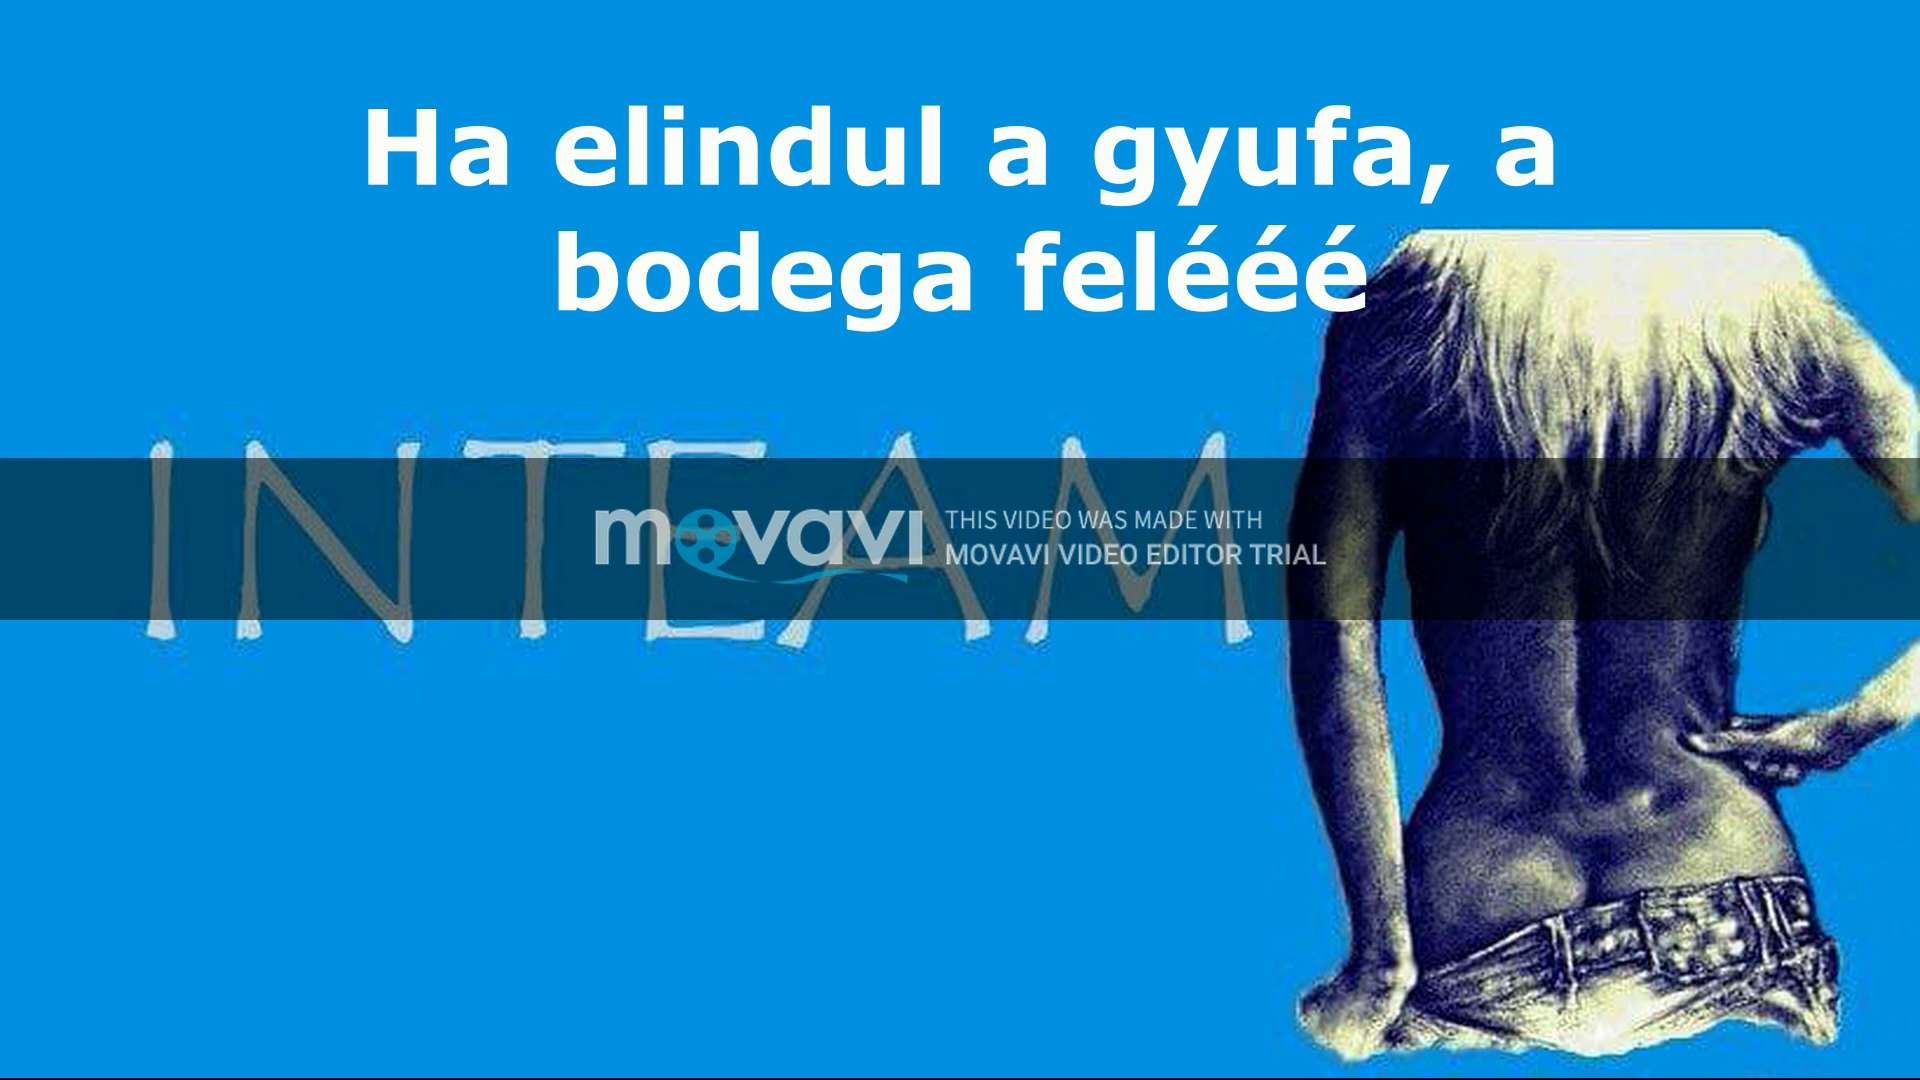 Ha elindul a gyufa, a
bodega felééé
INTEAM
movavi
THIS VIDEO WAS MADE WITH
MOVAVI VIDEO EDITOR TRIAL